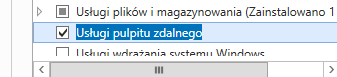 Usługi plików i magazynowania (Zainstalowano 1
Usługi pulpitu zdalnego
Usługi wdrażania systemu Windows